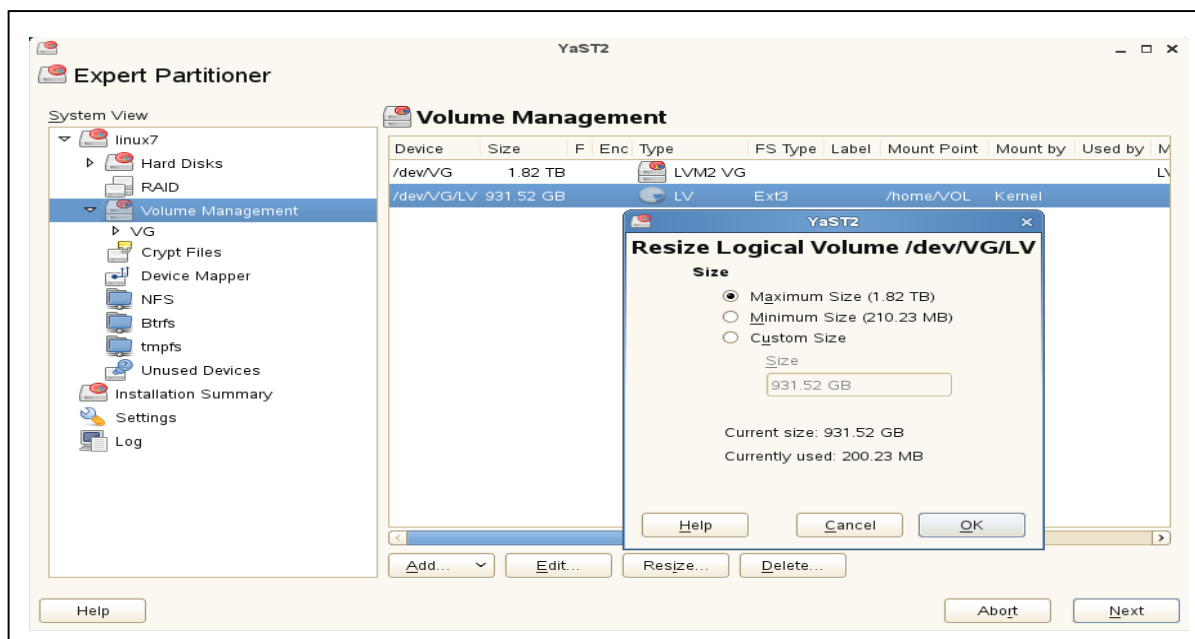 YaST2
Expert Partitioner
System View
linux7
Hard Disks
RAID
Volume Management
VG
Crypt Files
Device Mapper
NFS
Btrfs
tmpfs
Unused Devices
Installation Summary
Settings
Log
Volume Management
Device Size F Enc Type FS Type Label Mount Point Mount by Used by M
/dev/VG 1.82 TB LVM2 VG LV
/dev/VG/LV 931.52 GB LV Ext3 /home/VOL Kernel
YaST2
Resize Logical Volume /dev/VG/LV
Size
Maximum Size (1.82 TB)
Minimum Size (210.23 MB)
Custom Size
Size
931.52 GB
Current size: 931.52 GB
Currently used: 200.23 MB
Help Cancel OK
Add... Edit... Resize... Delete...
Help Abort Next